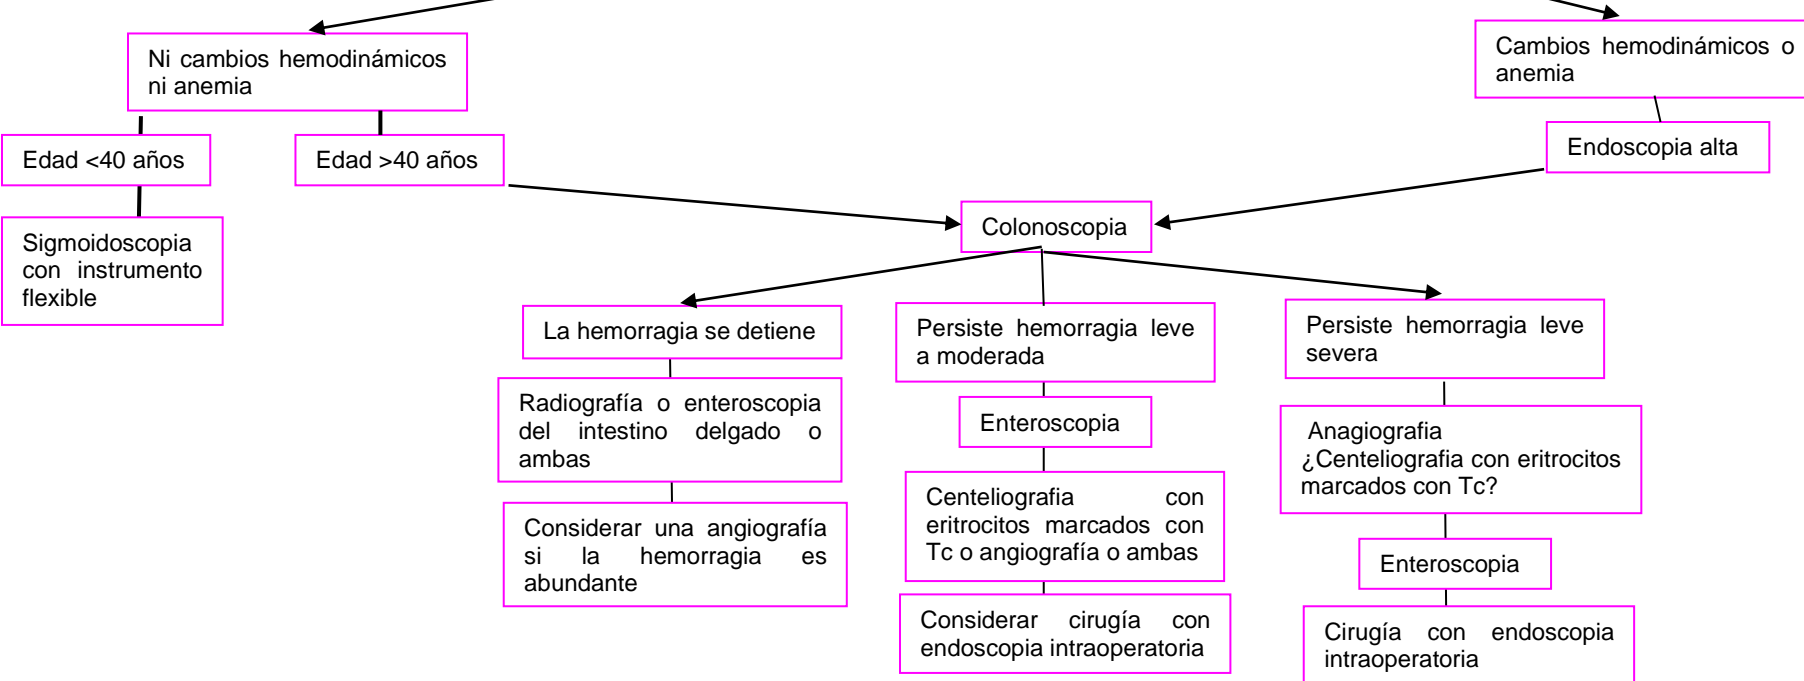 Ni cambios hemodinámicos
ni anemia
Cambios hemodinámicos o
anemia
Edad <40 años
Edad >40 años
Endoscopia alta
Sigmoidoscopia
con instrumento
flexible
Colonoscopia
La hemorragia se detiene
Radiografía o enteroscopia
del intestino delgado o
ambas
Considerar una angiografía
si la hemorragia es
abundante
Persiste hemorragia leve
a moderada
Enteroscopia
Centeliografia con
eritrocitos marcados con
Tc o angiografía o ambas
Considerar cirugía con
endoscopia intraoperatoria
Persiste hemorragia leve
severa
Anagiografia
¿Centeliografia con eritrocitos
marcados con Tc?
Enteroscopia
Cirugía con endoscopia
intraoperatoria